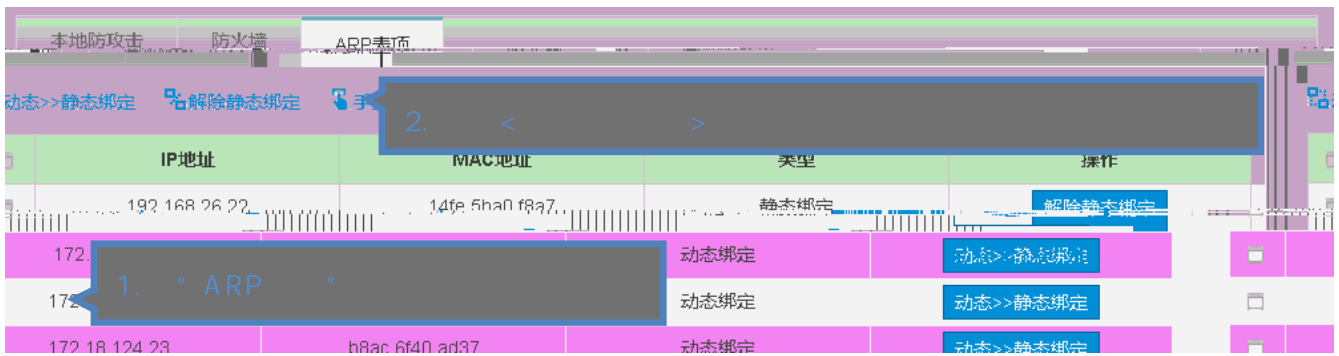 本地防攻击 防火墙 ARP表项
动态>>静态绑定 解除静态绑定 手
2. < >
IP地址 MAC地址 类型 操作
192.168.26.22 14fe.5ba0.f8a7 静态绑定 解除静态绑定
172. 动态绑定 动态>>静态绑定
1. “ARP ”
172 动态绑定 动态>>静态绑定
172.18.124.23 b8ac.6f40.ad37 动态绑定 动态>>静态绑定